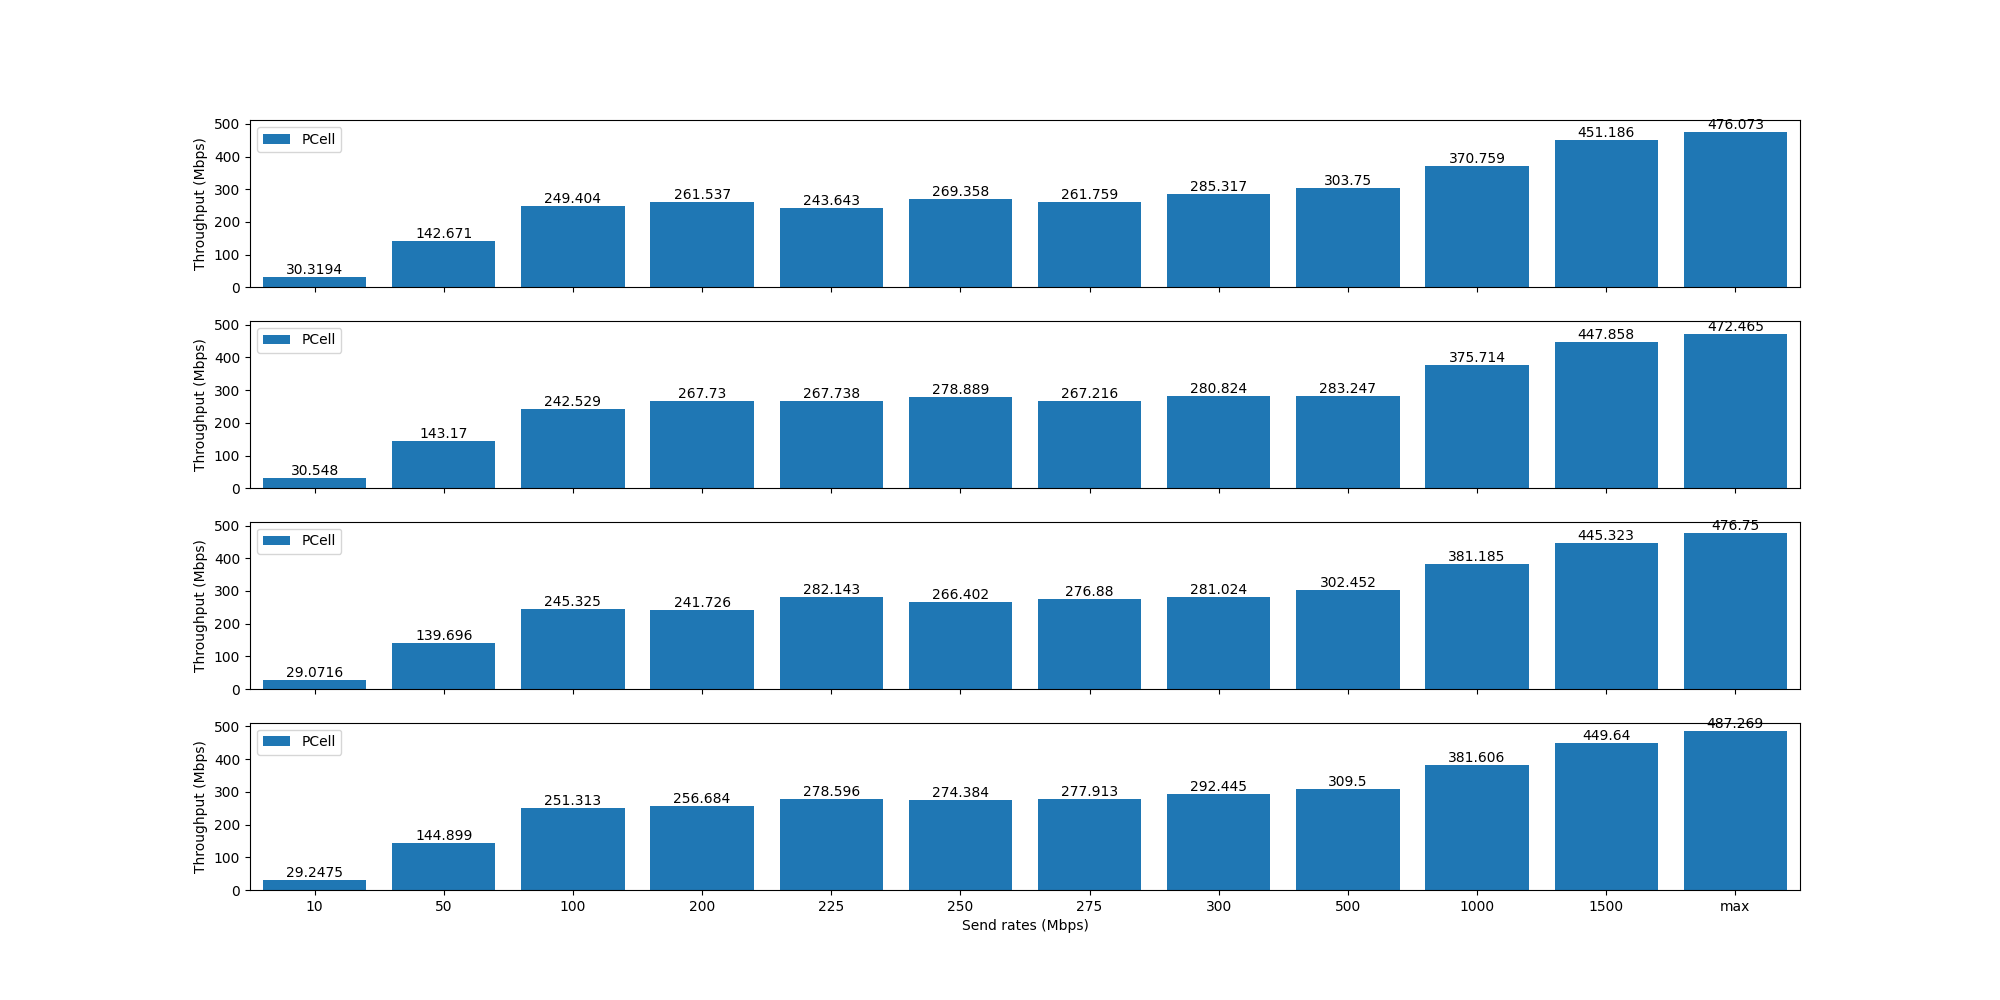 PCell
Throughput (Mbps)
500
400
300
200
100
0
30.3194 142.671 249.404 261.537 243.643 269.358 261.759 285.317 303.75 370.759 451.186 476.073
PCell
Throughput (Mbps)
500
400
300
200
100
0
30.548 143.17 242.529 267.73 267.738 278.889 267.216 280.824 283.247 375.714 447.858 472.465
PCell
Throughput (Mbps)
500
400
300
200
100
0
29.0716 139.696 245.325 241.726 282.143 266.402 276.88 281.024 302.452 381.185 445.323 476.75
PCell
Throughput (Mbps)
500
400
300
200
100
0
29.2475 144.899 251.313 256.684 278.596 274.384 277.913 292.445 309.5 381.606 449.64 487.269
10 50 100 200 225 250 275 300 500 1000 1500 max
Send rates (Mbps)